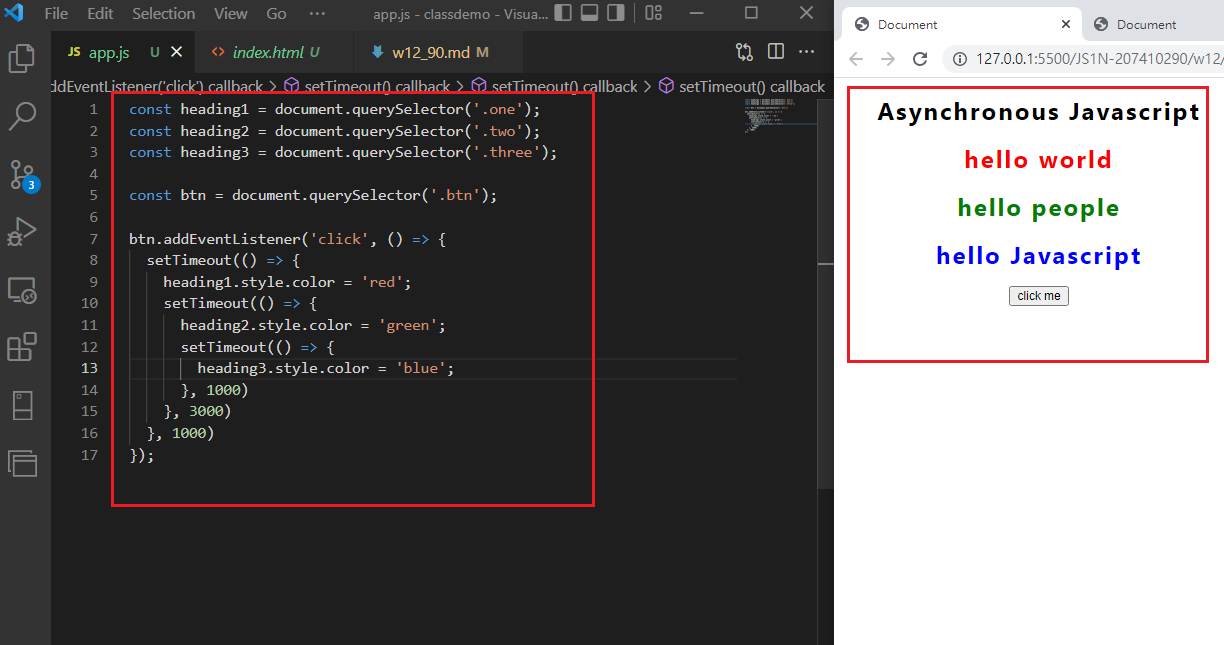 File Edit Selection View Go ··· app.js - classdemo - Visua...
JS app.js U <> index.html U w12_90.md M ···
ddEventListener('click') callback > setTimeout() callback > setTimeout() callback > setTimeout() callback
1 const heading1 = document.querySelector('.one');
2 const heading2 = document.querySelector('.two');
3 const heading3 = document.querySelector('.three');
4
5 const btn = document.querySelector('.btn');
6
7 btn.addEventListener('click', () => {
8 setTimeout(() => {
9 heading1.style.color = 'red';
10 setTimeout(() => {
11 heading2.style.color = 'green';
12 setTimeout(() => {
13 heading3.style.color = 'blue';
14 }, 1000)
15 }, 3000)
16 }, 1000)
17 });
3
Document Document
127.0.0.1:5500/JS1N-207410290/w12/
Asynchronous Javascript
hello world
hello people
hello Javascript
click me